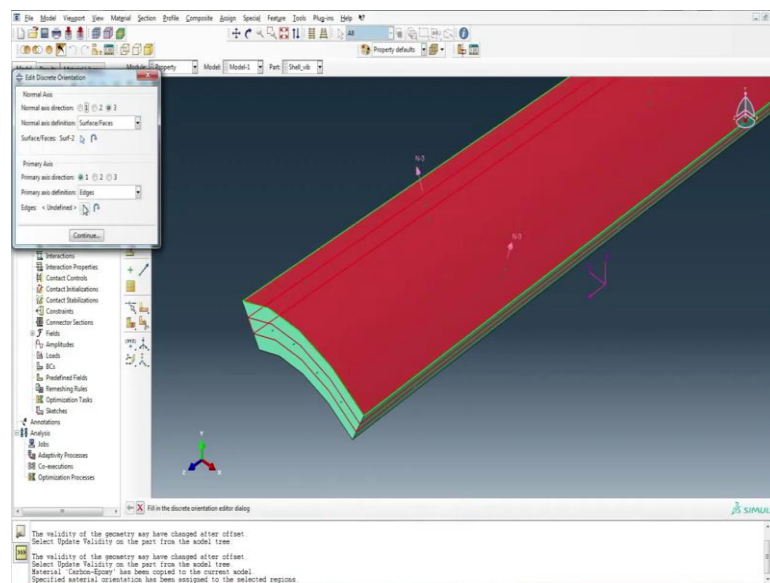 File Model Viewport View Material Section Profile Composite Assign Special Feature Tools Plug-ins Help
All
Property defaults
Module: Property Model: Model-1 Part: Shell_vib
Edit Discrete Orientation
Normal Axis
Normal axis direction: 1 2 3
Normal axis definition: Surface/Faces
Surface/Faces: Surf-2
Primary Axis
Primary axis direction: 1 2 3
Primary axis definition: Edges
Edges: < Undefined >
Continue...
Interactions
Interaction Properties
Contact Controls
Contact Initializations
Contact Stabilizations
Constraints
Connector Sections
Fields
Amplitudes
Loads
BCs
Predefined Fields
Remeshing Rules
Optimization Tasks
Sketches
Annotations
Analysis
Jobs
Adaptivity Processes
Co-executions
Optimization Processes
N-3
N-3
Y
Z X
Fill in the discrete orientation editor dialog
SIMUL
The validity of the geometry may have changed after offset.
Select Update Validity on the part from the model tree
The validity of the geometry may have changed after offset.
Select Update Validity on the part from the model tree
Material 'Carbon-Epoxy' has been copied to the current model.
Specified material orientation has been assigned to the selected regions.